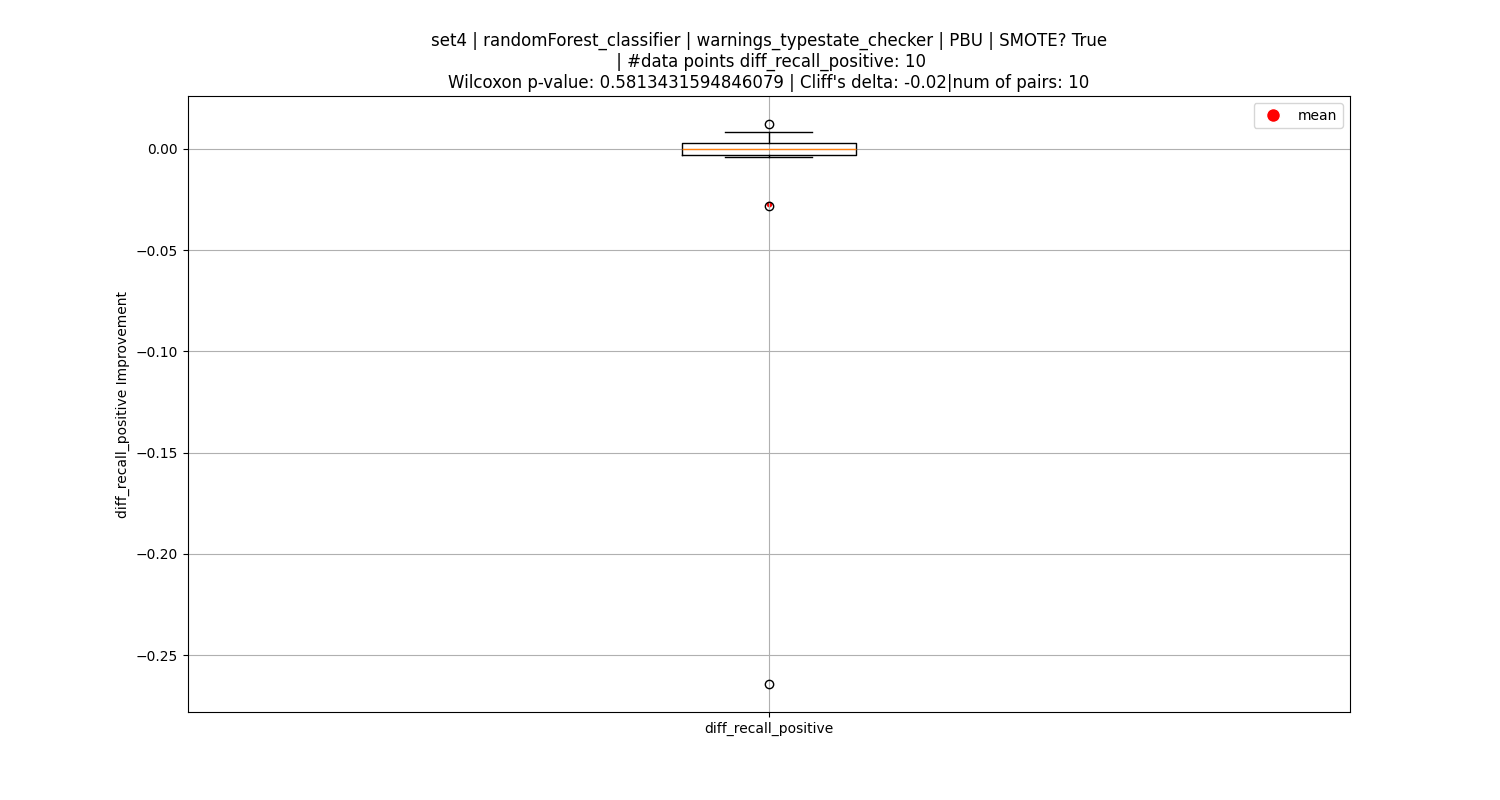 set4 | randomForest_classifier | warnings_typestate_checker | PBU | SMOTE? True
| #data points diff_recall_positive: 10
Wilcoxon p-value: 0.5813431594846079 | Cliff's delta: -0.02|num of pairs: 10
mean
0.00
−0.05
−0.10
−0.15
−0.20
−0.25
diff_recall_positive Improvement
diff_recall_positive